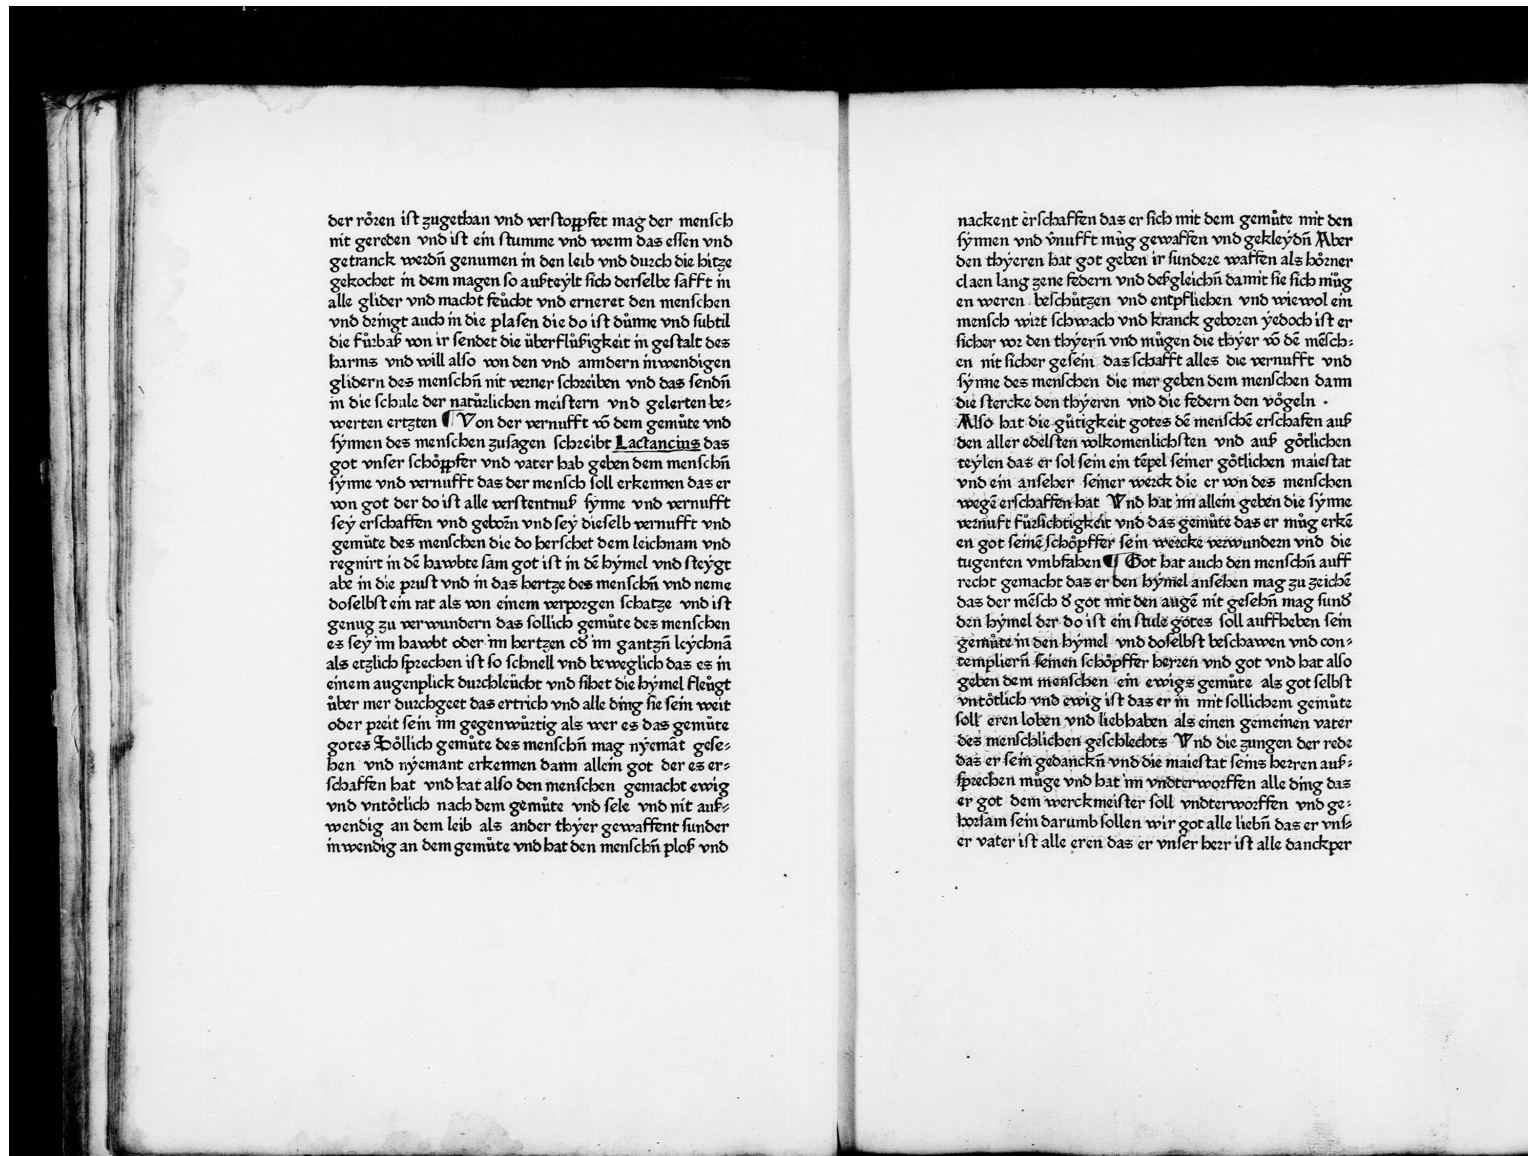 der rören ist zugethan vnd verstopffet mag der mensch
nit gereden vnd ist ein stumme vnd wenn das essen vnd
getranck werdn̄ genumen in den leib vnd durch die hitze
gekochet in dem magen so außteylt sich derselbe safft in
alle glider vnd macht feücht vnd erneret den menschen
vnd dringt auch in die plasen die do ist dünne vnd subtil
die fürbaß von ir sendet die überflüßigkeit in gestalt des
harms vnd will also von den vnd anndern inwendigen
glidern des menschn̄ nit verner schreiben vnd das sendn̄
in die schule der natürlichen meistern vnd gelerten be⸗
werten ertzten ¶ Von der vernufft vō dem gemüte vnd
synnen des menschen zusagen schreibt Lactancius das
got vnser schöpffer vnd vater hab geben dem menschn̄
synne vnd vernufft das der mensch soll erkennen das er
von got der do ist alle verstentnuß synne vnd vernufft
sey erschaffen vnd geborn̄ vnd sey dieselb vernufft vnd
gemüte des menschen die do herschet dem leichnam vnd
regnirt in dē hawbte sam got ist in dē hymel vnd steygt
abe in die prust vnd in das hertze des menschn̄ vnd neme
doselbst ein rat als von einem verporgen schatze vnd ist
genug zu verwundern das sollich gemüte des menschen
es sey im hawbt oder im hertzen od' im gantzn̄ leychnā
als etzlich sprechen ist so schnell vnd beweglich das es in
einem augenplick durchleücht vnd sihet die hymel fleügt
über mer durchgeet das ertrich vnd alle ding sie sein weit
oder preit sein im gegenwürtig als wer es das gemüte
gotes Söllich gemüte des menschn̄ mag nyemāt gese⸗
hen vnd nyemant erkennen dann allein got der es er⸗
schaffen hat vnd hat also den menschen gemacht ewig
vnd vntötlich nach dem gemüte vnd sele vnd nit auß⸗
wendig an dem leib als ander thyer gewaffent sunder
inwendig an dem gemüte vnd hat den menschn̄ ploß vnd
nackent erschaffen das er sich mit dem gemüte mit den
synnen vnd v̄nufft müg gewaffen vnd gekleydn̄ Aber
den thyeren hat got geben ir sundere waffen als hörner
claen lang zene federn vnd deßgleichn̄ damit sie sich müg
en weren beschützen vnd entpfliehen vnd wiewol ein
mensch wirt schwach vnd kranck geboren yedoch ist er
sicher vor den thyern̄ vnd mügen die thyer vō dē mēsch⸗
en nit sicher gesein das schafft alles die vernufft vnd
synne des menschen die mer geben dem menschen dann
die stercke den thyeren vnd die federn den vögeln .
Also hat die gütigkeit gotes dē menschē erschafen auß
den aller edelsten volkomenlichsten vnd auß götlichen
teylen das er sol sein ein tēpel seiner götlichen maiestat
vnd ein anseher seiner werck die er von des menschen
wegē erschaffen hat Vnd hat im allein geben die synne
vernuft fürsichtigkeit vnd das gemüte das er müg erkē
en got seinē schöpffer sein wercke verwundern vnd die
tugenten vmbfahen ¶ Got hat auch den menschn̄ auff
recht gemacht das er den hymel ansehen mag zu zeichē
das der mēsch d' got mit den augē nit gesehn̄ mag sund'
den hymel der do ist ein stule gotes soll auffheben sein
gemüte in den hymel vnd doselbst beschawen vnd con⸗
templiern̄ seinen schöpffer herren vnd got vnd hat also
geben dem menschen ein ewigs gemüte als got selbst
vntötlich vnd ewig ist das er in mit sollichem gemüte
soll eren loben vnd liebhaben als einen gemeinen vater
des menschlichen geschlechts Vnd die zungen der rede
das er sein gedanckn̄ vnd die maiestat seins herren auß⸗
sprechen müge vnd hat im vndterworffen alle ding das
er got dem werckmeister soll vndterworffen vnd ge⸗
horsam sein darumb sollen wir got alle liebn̄ das er vns⸗
er vater ist alle eren das er vnser herr ist alle danckper